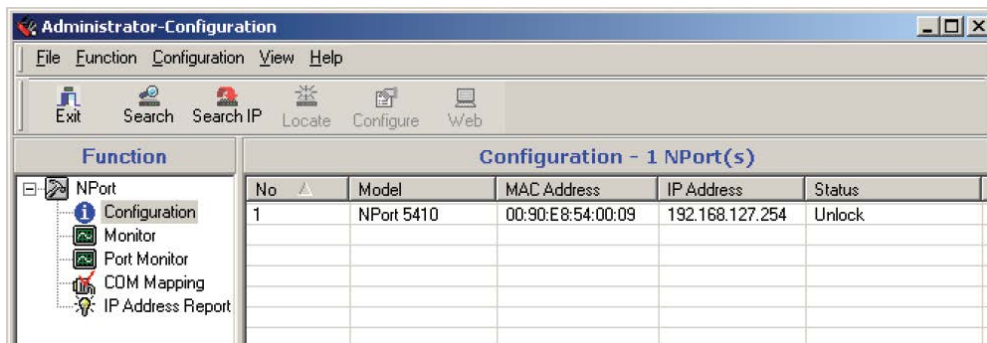 Administrator-Configuration
File Function Configuration View Help
Exit Search Search IP Locate Configure Web
Function
Configuration - 1 NPort(s)
NPort
Configuration
Monitor
Port Monitor
COM Mapping
IP Address Report
No Model MAC Address IP Address Status
1 NPort 5410 00:90:E8:54:00:09 192.168.127.254 Unlock